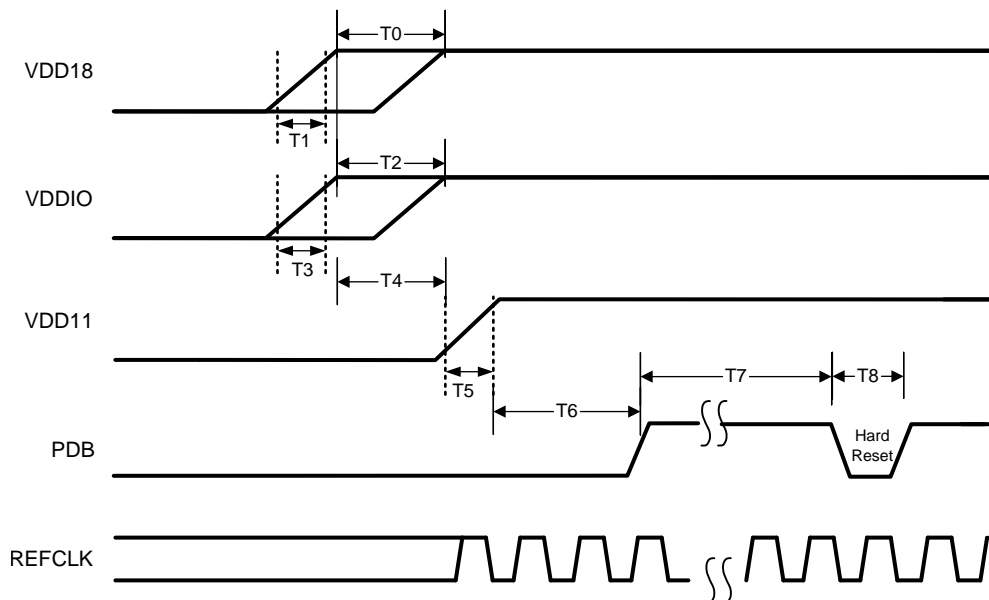 T0
VDD18
T1
T2
VDDIO
T3
T4
VDD11
T5
T6
T7
T8
PDB
Hard
Reset
REFCLK